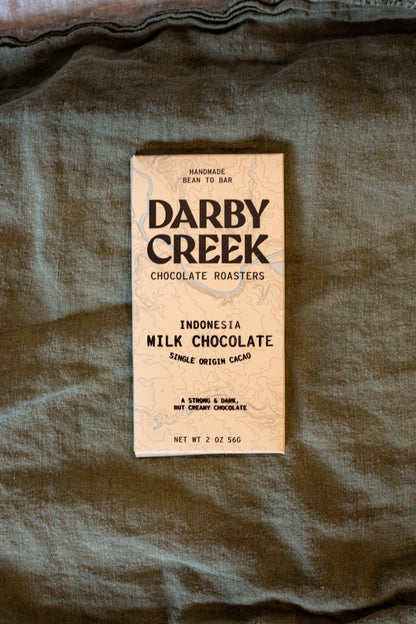 HANDMADE
BEAN TO BAR
DARBY
CREEK
CHOCOLATE ROASTERS
INDONESIA
MILK CHOCOLATE
SINGLE ORIGIN CACAO
A STRONG & DARK,
BUT CREAMY CHOCOLATE
NET WT 2 OZ 56G